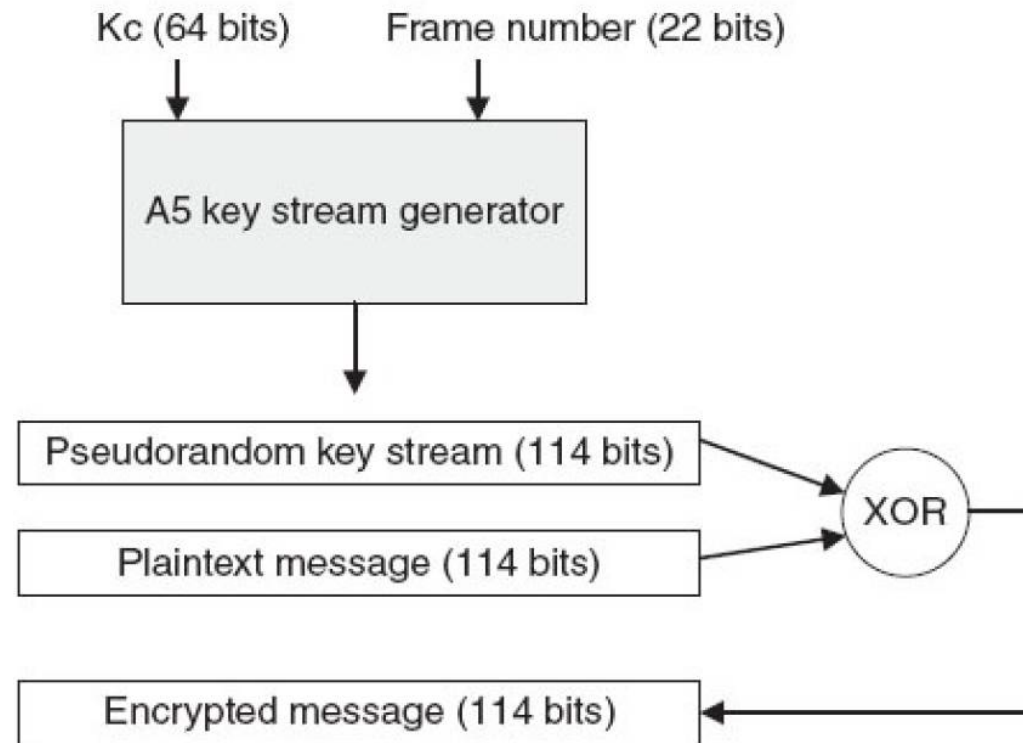 Kc (64 bits)
Frame number (22 bits)
A5 key stream generator
Pseudorandom key stream (114 bits)
XOR
Plaintext message (114 bits)
Encrypted message (114 bits)